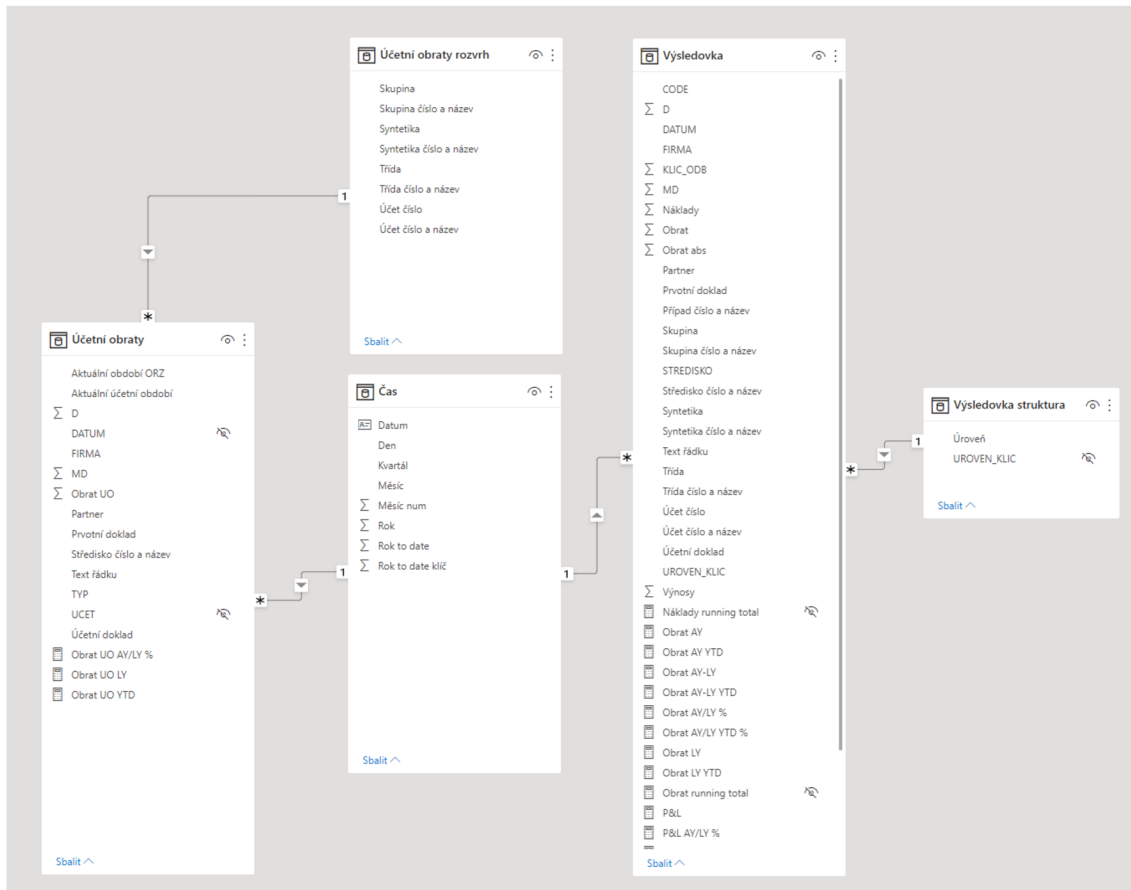 Účetní obraty rozvrh
Skupina
Skupina číslo a název
Syntetika
Syntetika číslo a název
Třída
Třída číslo a název
Účet číslo
Účet číslo a název
Sbalit
1
*
Účetní obraty
Aktuální období ORZ
Aktuální účetní období
D
DATUM
FIRMA
MD
Obrat UO
Partner
Prvotní doklad
Středisko číslo a název
Text řádku
TYP
UCET
Účetní doklad
Obrat UO AY/LY %
Obrat UO LY
Obrat UO YTD
Sbalit
*
1
Čas
Datum
Den
Kvartál
Měsíc
Měsíc num
Rok
Rok to date
Rok to date klíč
Sbalit
1
*
Výsledovka
CODE
D
DATUM
FIRMA
KLIC_ODB
MD
Náklady
Obrat
Obrat abs
Partner
Prvotní doklad
Případ číslo a název
Skupina
Skupina číslo a název
STREDISKO
Středisko číslo a název
Syntetika
Syntetika číslo a název
Text řádku
Třída
Třída číslo a název
Účet číslo
Účet číslo a název
Účetní doklad
UROVEN_KLIC
Výnosy
Náklady running total
Obrat AY
Obrat AY YTD
Obrat AY-LY
Obrat AY-LY YTD
Obrat AY/LY %
Obrat AY/LY YTD %
Obrat LY
Obrat LY YTD
Obrat running total
P&L
P&L AY/LY %
Sbalit
*
1
Výsledovka struktura
Úroveň
UROVEN_KLIC
Sbalit